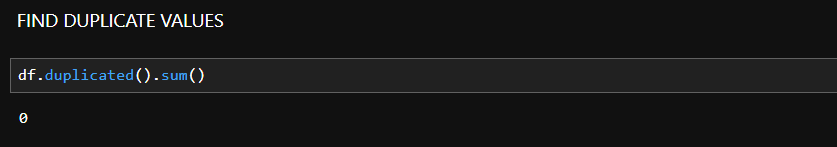 FIND DUPLICATE VALUES
df.duplicated().sum()
0